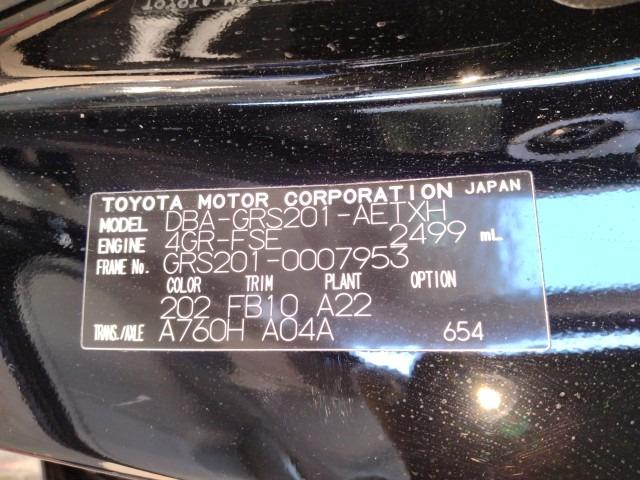 TOYOTA MOTOR CORPORATION JAPAN
MODEL DBA-GRS201-AETXH
ENGINE 4GR-FSE 2499 mL
FRAME No. GRS201-0007953
COLOR TRIM PLANT OPTION
202 FB10 A22
TRANS./AXLE A760H A04A 654